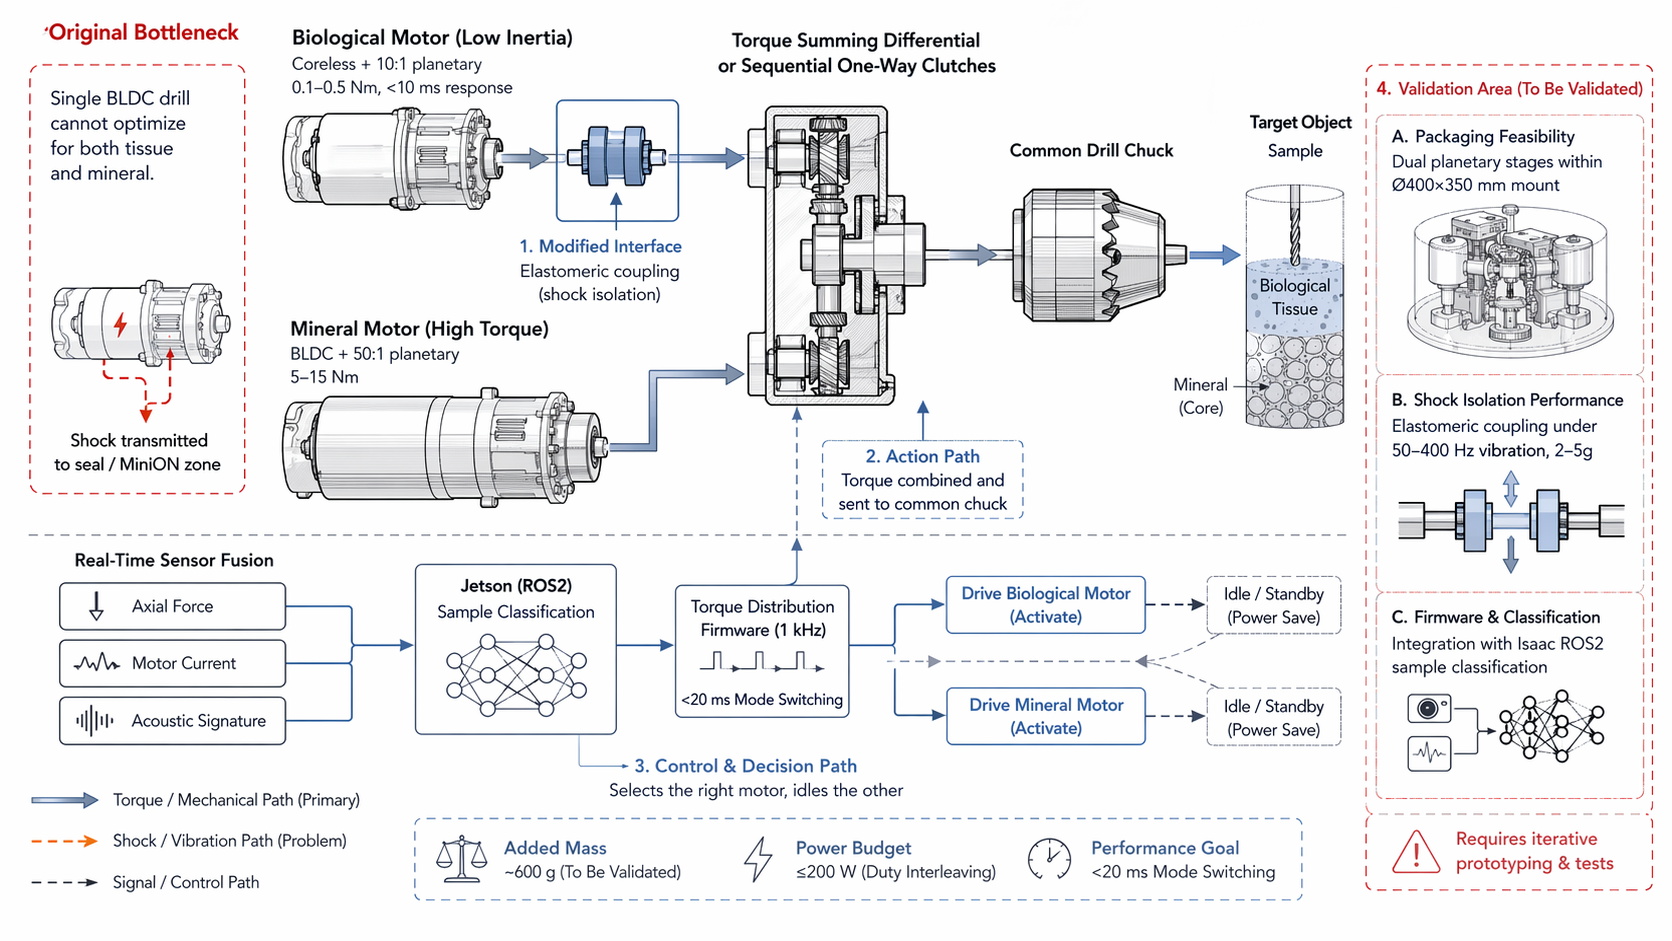 ‘Original Bottleneck
Single BLDC drill
cannot optimize
for both tissue
and mineral.
Shock transmitted
to seal / MiniON zone
Biological Motor (Low Inertia)
Coreless + 10:1 planetary
0.1–0.5 Nm, <10 ms response
1. Modified Interface
Elastomeric coupling
(shock isolation)
Mineral Motor (High Torque)
BLDC + 50:1 planetary
5–15 Nm
Torque Summing Differential
or Sequential One-Way Clutches
2. Action Path
Torque combined and
sent to common chuck
Common Drill Chuck
Target Object
Sample
Biological
Tissue
Mineral
(Core)
4. Validation Area (To Be Validated)
A. Packaging Feasibility
Dual planetary stages within
Ø400×350 mm mount
B. Shock Isolation Performance
Elastomeric coupling under
50–400 Hz vibration, 2–5g
C. Firmware & Classification
Integration with Isaac ROS2
sample classification
Requires iterative
prototyping & tests
Real-Time Sensor Fusion
Axial Force
Motor Current
Acoustic Signature
Jetson (ROS2)
Sample Classification
Torque Distribution
Firmware (1 kHz)
<20 ms Mode Switching
Drive Biological Motor
(Activate)
Idle / Standby
(Power Save)
Drive Mineral Motor
(Activate)
Idle / Standby
(Power Save)
3. Control & Decision Path
Selects the right motor, idles the other
Torque / Mechanical Path (Primary)
Shock / Vibration Path (Problem)
Signal / Control Path
Added Mass
~600 g (To Be Validated)
Power Budget
≤200 W (Duty Interleaving)
Performance Goal
<20 ms Mode Switching